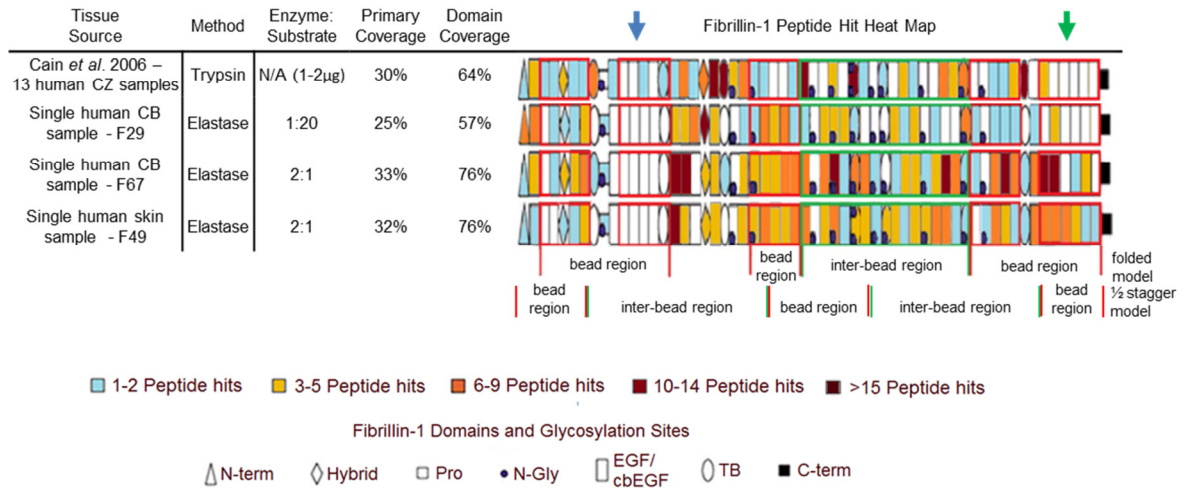 Tissue Source Method Enzyme: Substrate Primary Coverage Domain Coverage Fibrillin-1 Peptide Hit Heat Map
Cain et al. 2006 – 13 human CZ samples Trypsin N/A (1-2µg) 30% 64%
Single human CB sample - F29 Elastase 1:20 25% 57%
Single human CB sample - F67 Elastase 2:1 33% 76%
Single human skin sample - F49 Elastase 2:1 32% 76%
bead region bead region inter-bead region bead region folded model
bead region inter-bead region bead region inter-bead region bead region ½ stagger model
1-2 Peptide hits 3-5 Peptide hits 6-9 Peptide hits 10-14 Peptide hits >15 Peptide hits
Fibrillin-1 Domains and Glycosylation Sites
N-term Hybrid Pro N-Gly EGF/ cbEGF TB C-term